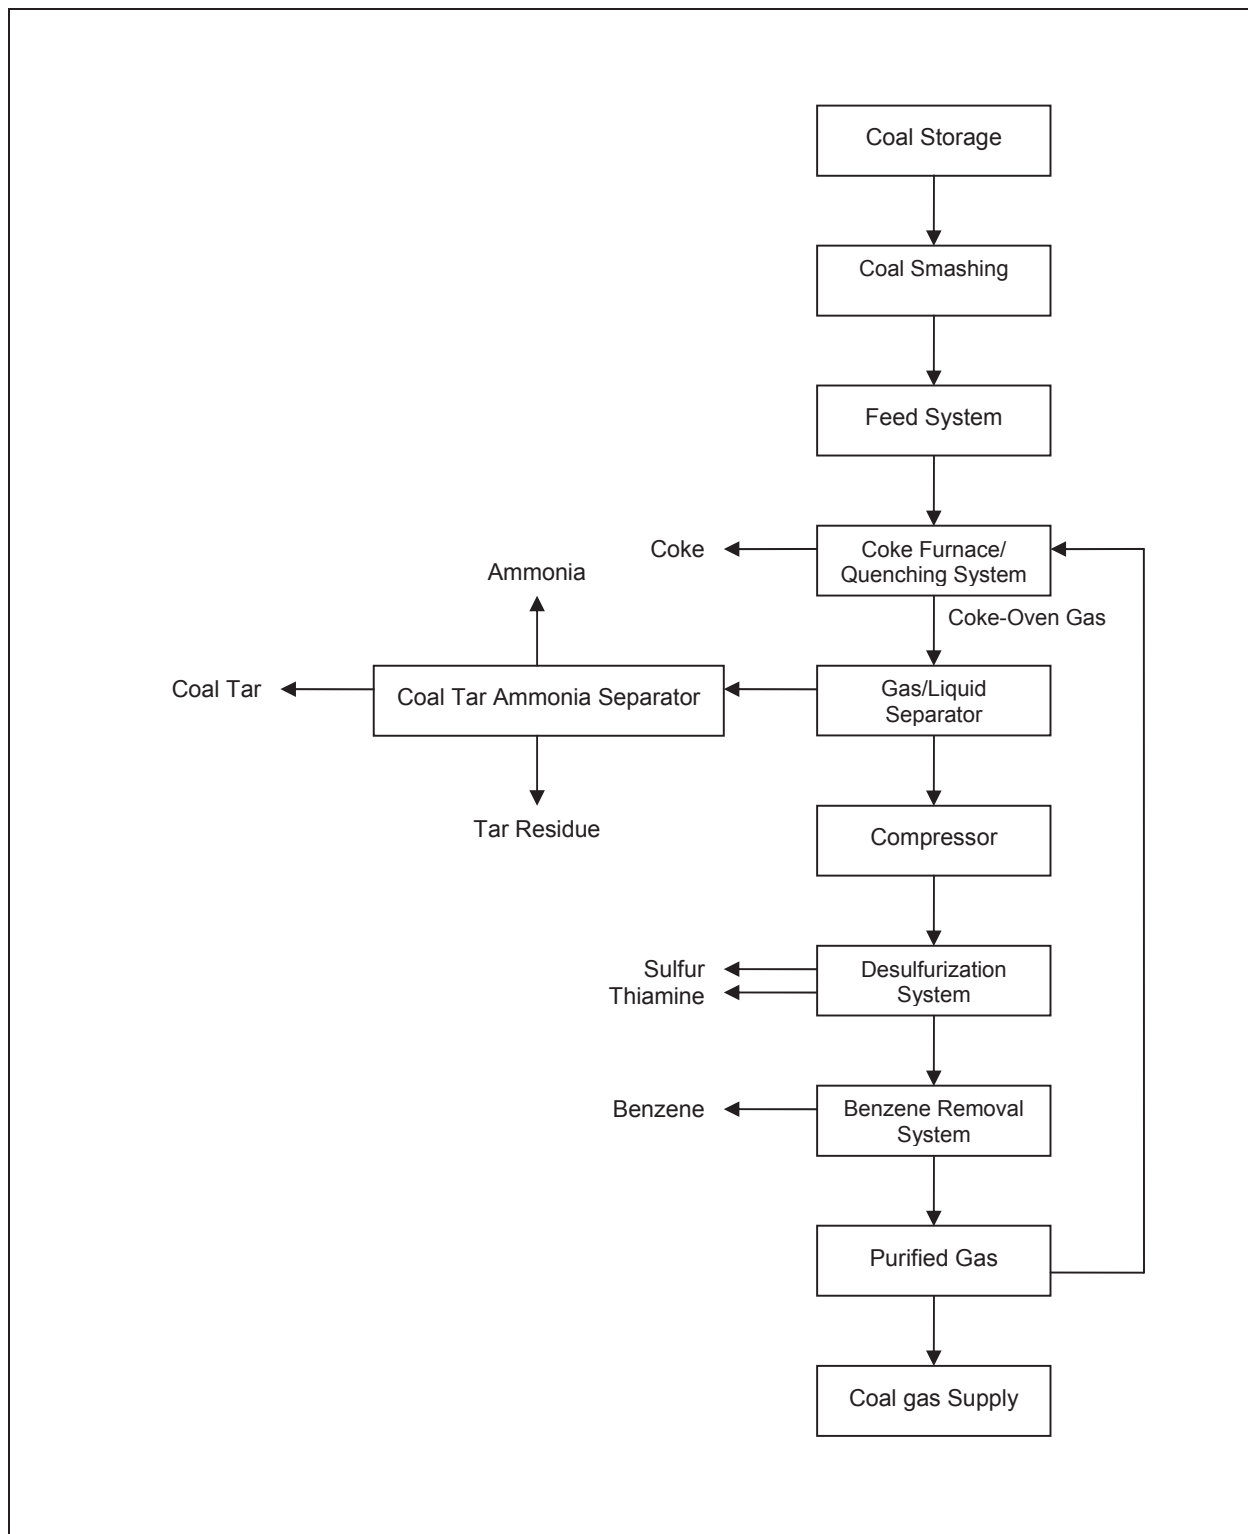 Coal Storage
Coal Smashing
Feed System
Coke
Coke Furnace/
Quenching System
Ammonia
Coke-Oven Gas
Coal Tar
Coal Tar Ammonia Separator
Gas/Liquid
Separator
Tar Residue
Compressor
Sulfur
Thiamine
Desulfurization
System
Benzene
Benzene Removal
System
Purified Gas
Coal gas Supply